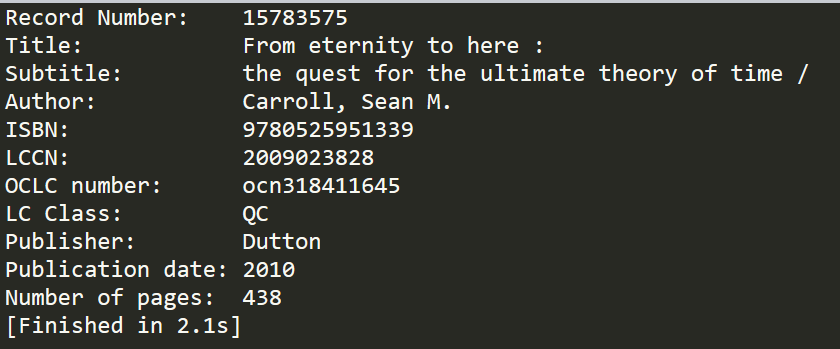 Record Number:    15783575
Title:            From eternity to here :
Subtitle:         the quest for the ultimate theory of time /
Author:           Carroll, Sean M.
ISBN:             9780525951339
LCCN:             2009023828
OCLC number:      ocn318411645
LC Class:         QC
Publisher:        Dutton
Publication date: 2010
Number of pages:  438
[Finished in 2.1s]